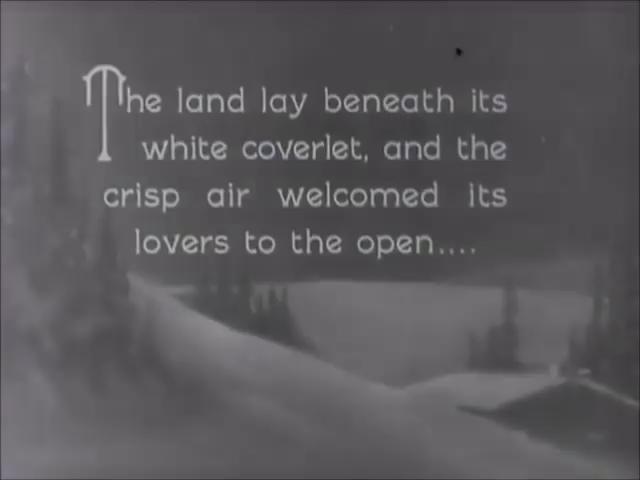 The land lay beneath its
white coverlet, and the
crisp air welcomed its
lovers to the open....